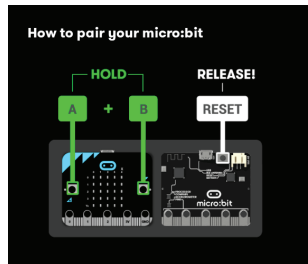 How to pair your micro:bit
HOLD
RELEASE!
A + B
RESET
micro:bit